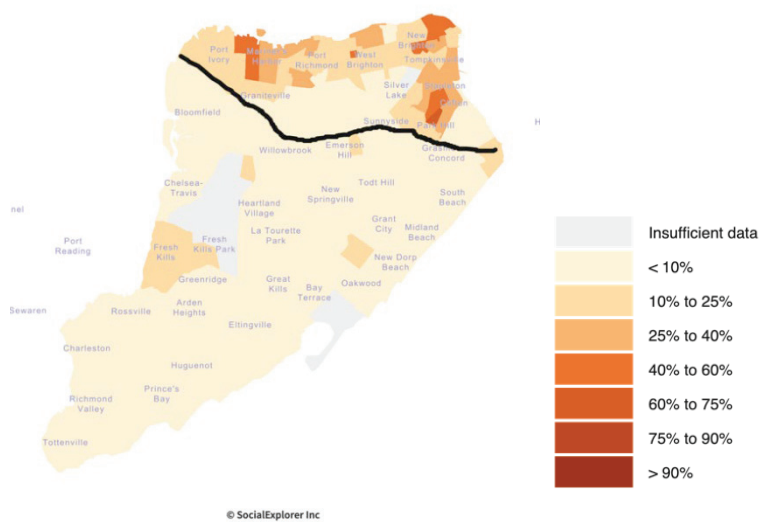 Port
Ivory
Port
Richmond
West
Brighton
New
Tompkinsville
Graniteville
Silver
Lake
Bloomfield
Sunnyside
Park Hill
H
Willowbrook
Emerson
Hill
Concord
Chelsea-
Travis
Todt Hill
New
Springville
South
Beach
Heartland
Village
nel
Grant
City
Midland
Beach
La Tourette
Park
Port
Reading
Fresh
Kills
Fresh
Kills Park
New Dorp
Beach
Greenridge
Great
Kills
Bay
Terrace
Oakwood
Sewaren
Rossville
Arden
Heights
Eltingville
Charleston
Huguenot
Prince's
Bay
Richmond
Valley
Tottenville
Insufficient data
< 10%
10% to 25%
25% to 40%
40% to 60%
60% to 75%
75% to 90%
> 90%
© SocialExplorer Inc